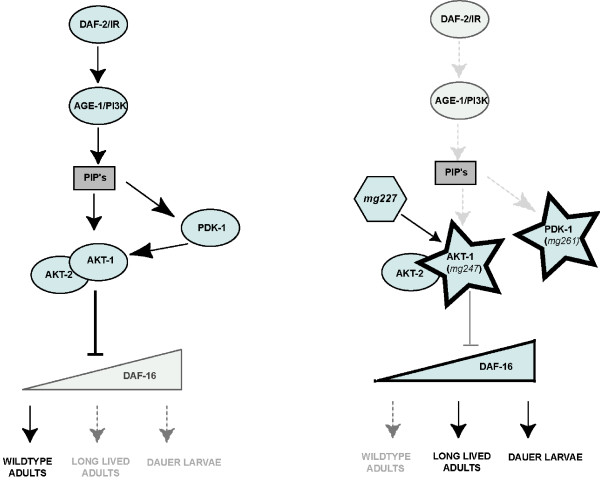 DAF-2/IR
AGE-1/PI3K
PIP's
PDK-1
AKT-1
AKT-2
DAF-16
WILDTYPE
ADULTS
LONG LIVED
ADULTS
DAUER LARVAE
DAF-2/IR
AGE-1/PI3K
PIP's
mg227
PDK-1
(mg261)
AKT-1
(mg247)
AKT-2
DAF-16
WILDTYPE
ADULTS
LONG LIVED
ADULTS
DAUER LARVAE